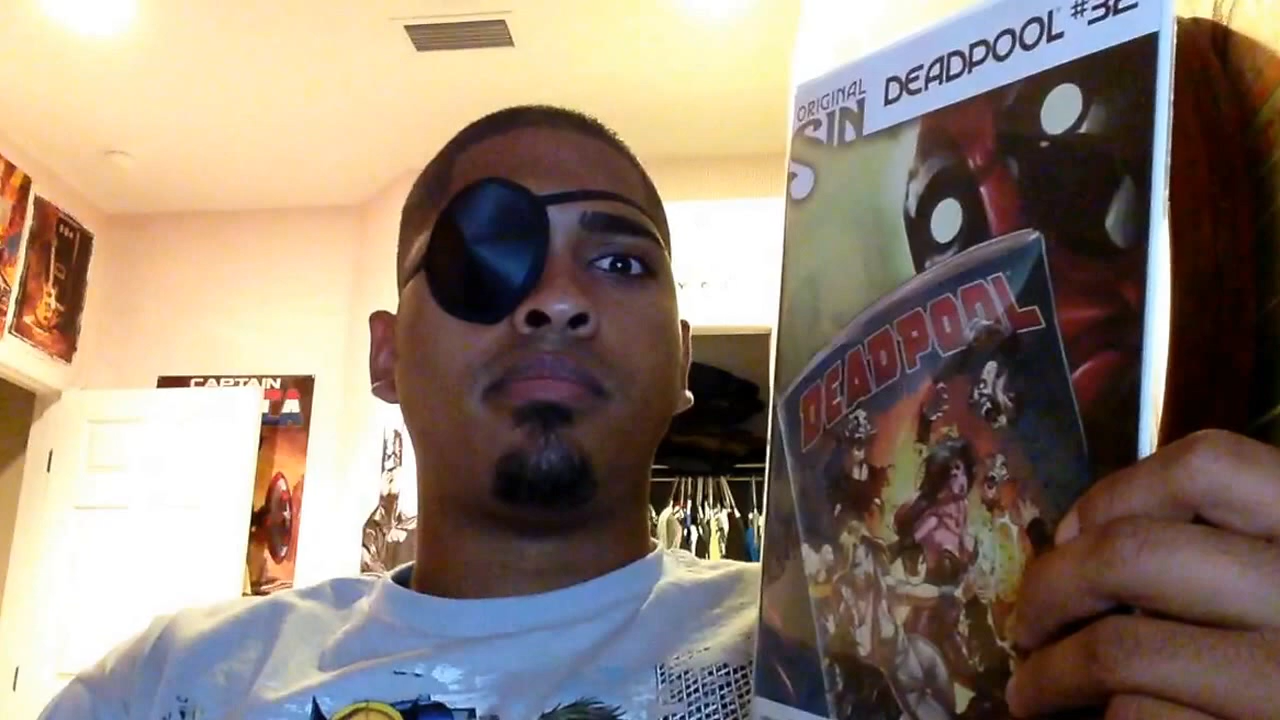 ORIGINAL
SIN
DEADPOOL #32
DEADPOOL
CAPTAIN